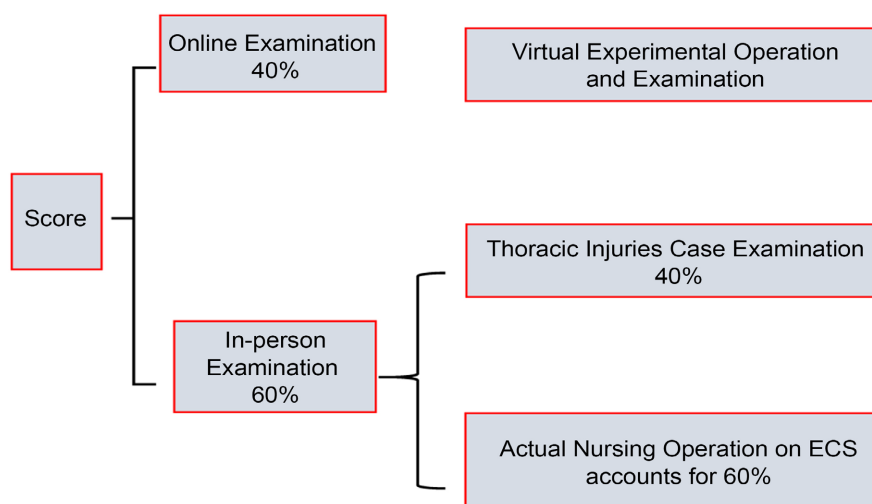 Online Examination
40%
Virtual Experimental Operation
and Examination
Score
Thoracic Injuries Case Examination
40%
In-person
Examination
60%
Actual Nursing Operation on ECS
accounts for 60%